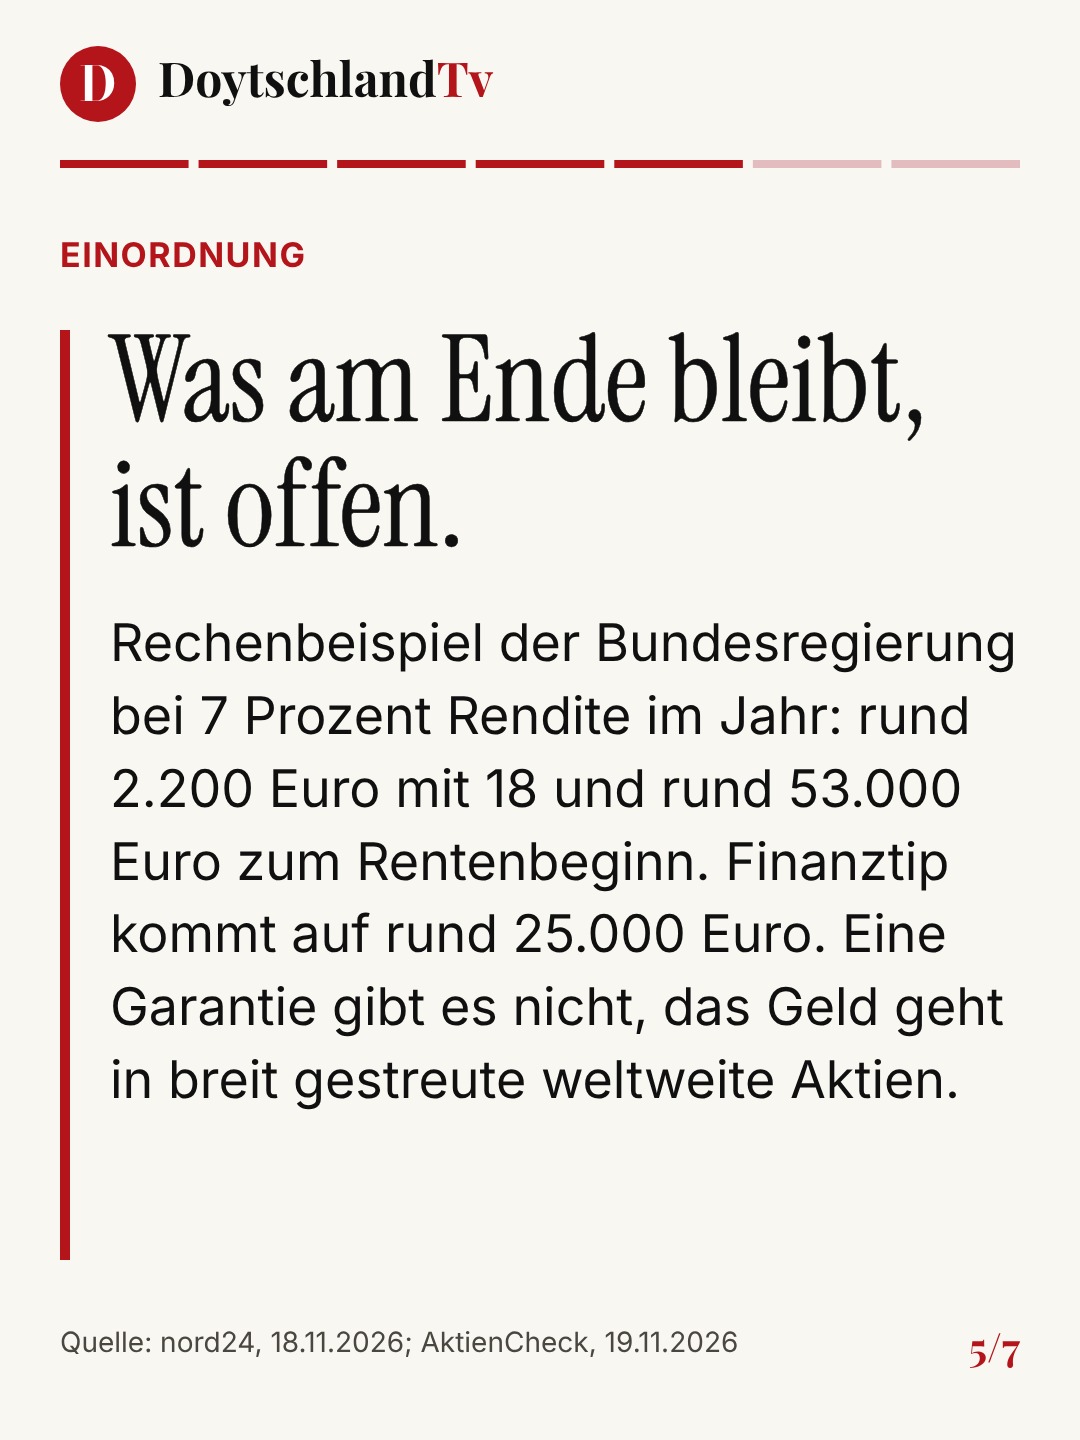 D DoytschlandTv
EINORDNUNG
Was am Ende bleibt,
ist offen.
Rechenbeispiel der Bundesregierung
bei 7 Prozent Rendite im Jahr: rund
2.200 Euro mit 18 und rund 53.000
Euro zum Rentenbeginn. Finanztip
kommt auf rund 25.000 Euro. Eine
Garantie gibt es nicht, das Geld geht
in breit gestreute weltweite Aktien.
Quelle: nord24, 18.11.2026; AktienCheck, 19.11.2026
5/7